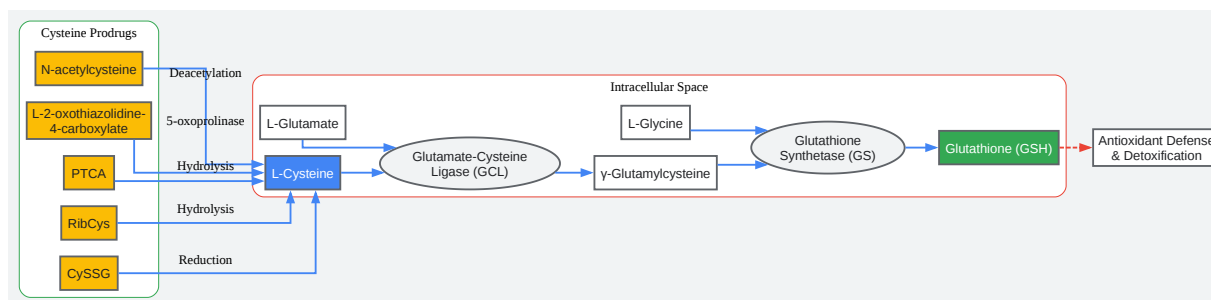 Cysteine Prodrugs
N-acetylcysteine
L-2-oxothiazolidine-
4-carboxylate
PTCA
RibCys
CySSG
Deacetylation
5-oxoprolinase
Hydrolysis
Hydrolysis
Reduction
Intracellular Space
L-Glutamate
L-Cysteine
Glutamate-Cysteine
Ligase (GCL)
L-Glycine
γ-Glutamylcysteine
Glutathione
Synthetase (GS)
Glutathione (GSH)
Antioxidant Defense
& Detoxification